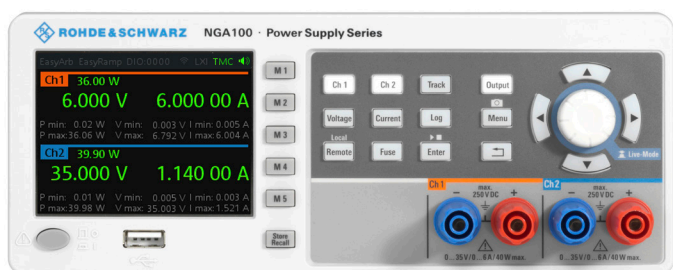 ROHDE&SCHWARZ NGA100 · Power Supply Series
EasyArb EasyRamp DIO:0000 LXI TMC
Ch1 36.00 W
6.000 V 6.000 00 A
P min: 0.02 W V min: 0.003 V I min: 0.005 A
P max:36.06 W V max: 6.792 V I max: 6.004 A
Ch2 39.90 W
35.000 V 1.140 00 A
P min: 0.01 W V min: 0.005 V I min: 0.003 A
P max:39.98 W V max: 35.003 V I max: 1.521 A
M 1
M 2
M 3
M 4
M 5
Store
Recall
Ch 1 Ch 2 Track Output
Voltage Current Log Menu
Local
Remote Fuse Enter
Live-Mode
Ch1 max. Ch2 max.
− 250 V DC + − 250 V DC +
0...35 V/0...6 A/40 W max. 0...35 V/0...6 A/40 W max.